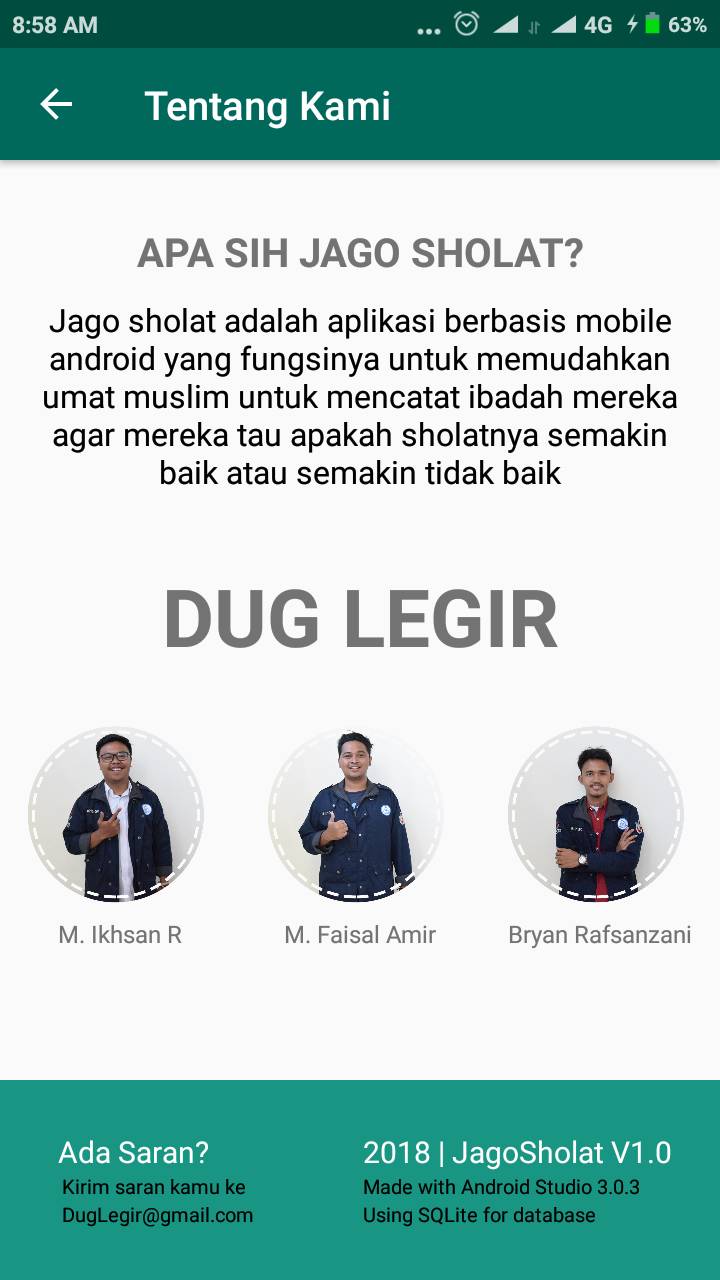 8:58 AM
4G
63%
Tentang Kami
APA SIH JAGO SHOLAT?
Jago sholat adalah aplikasi berbasis mobile
android yang fungsinya untuk memudahkan
umat muslim untuk mencatat ibadah mereka
agar mereka tau apakah sholatnya semakin
baik atau semakin tidak baik
DUG LEGIR
M. Ikhsan R
M. Faisal Amir
Bryan Rafsanzani
Ada Saran?
Kirim saran kamu ke
DugLegir@gmail.com
2018 | JagoSholat V1.0
Made with Android Studio 3.0.3
Using SQLite for database